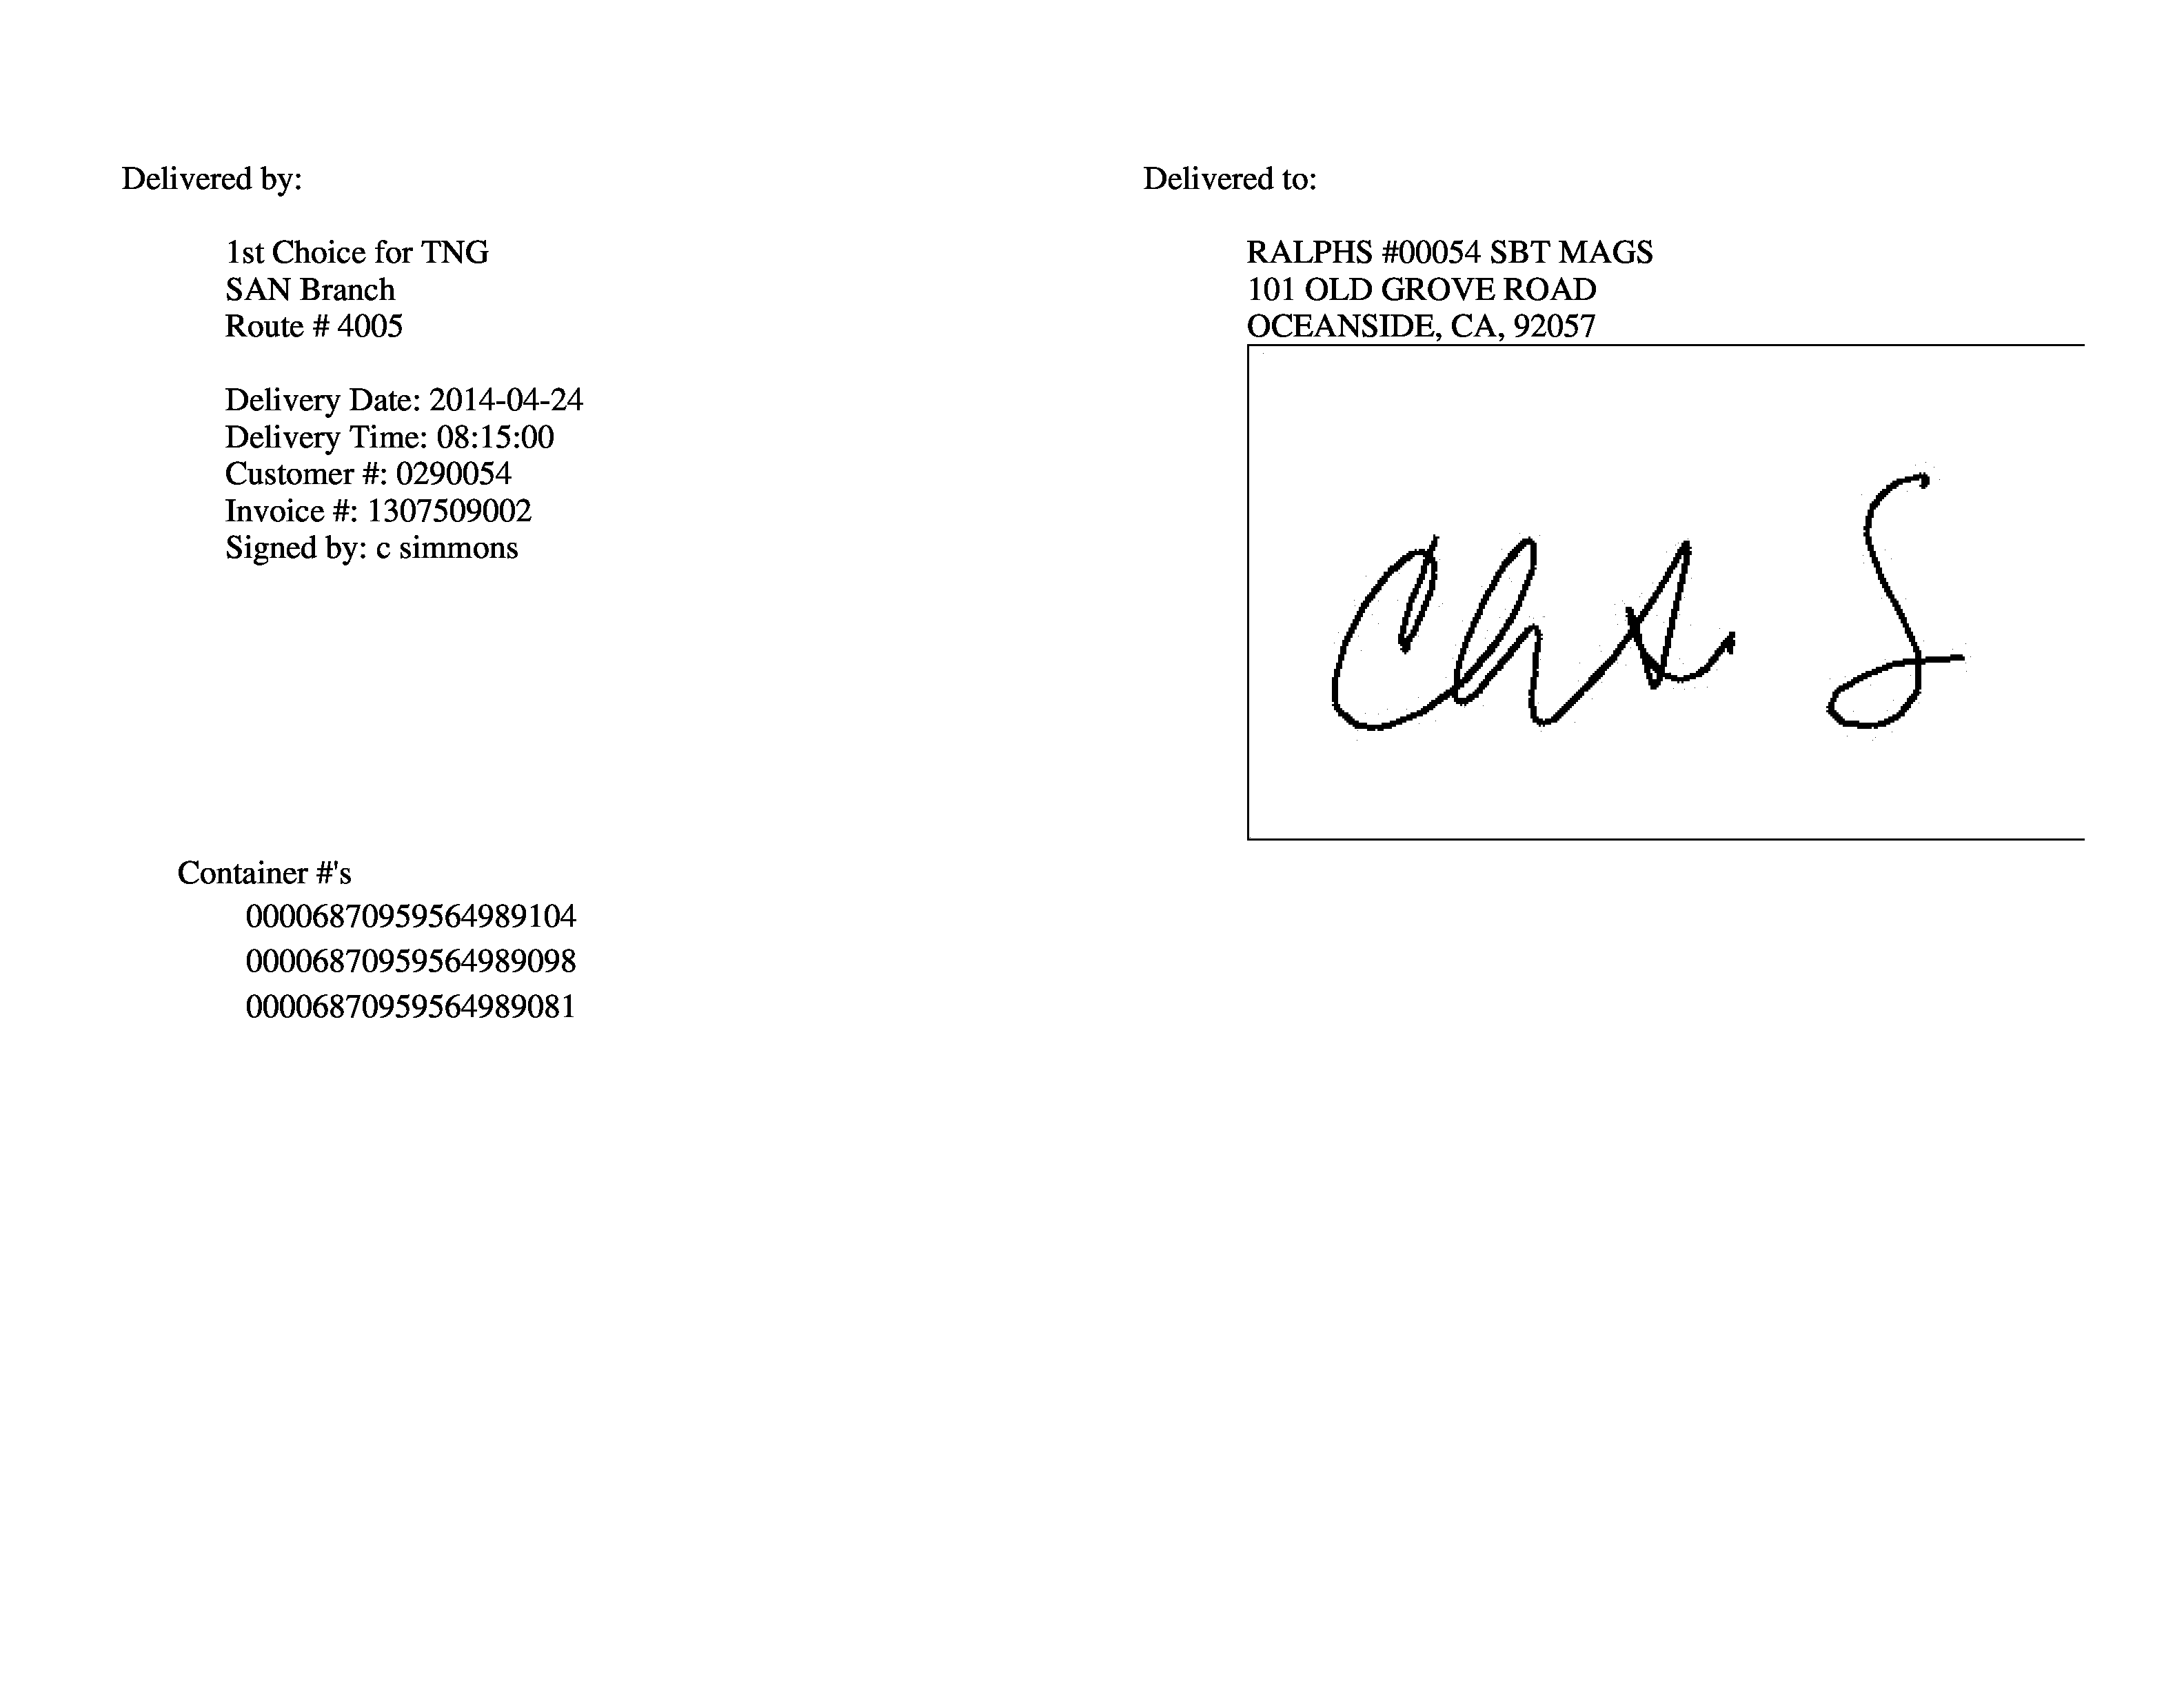 Delivered by:
1st Choice for TNG
SAN Branch
Route # 4005
Delivery Date: 2014-04-24
Delivery Time: 08:15:00
Customer #: 0290054
Invoice #: 1307509002
Signed by: c simmons
Delivered to:
RALPHS #00054 SBT MAGS
101 OLD GROVE ROAD
OCEANSIDE, CA, 92057
Container #'s
00006870959564989104
00006870959564989098
00006870959564989081